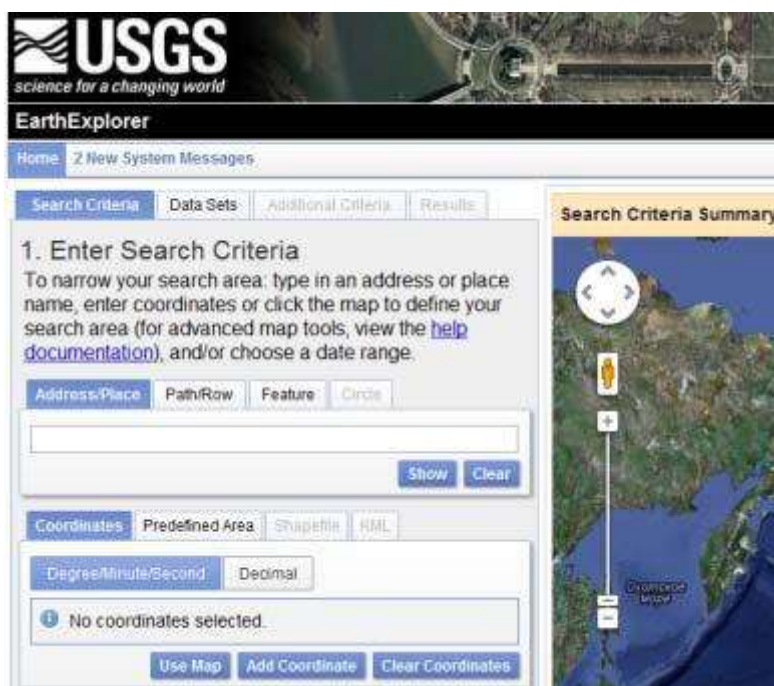 USGS
science for a changing world
EarthExplorer
Home 2 New System Messages
Search Criteria Data Sets Additional Criteria Results
Search Criteria Summary
1. Enter Search Criteria
To narrow your search area: type in an address or place
name, enter coordinates or click the map to define your
search area (for advanced map tools, view the help
documentation), and/or choose a date range.
Address/Place Path/Row Feature Circle
Show Clear
Coordinates Predefined Area Shapefile KML
Degree/Minute/Second Decimal
No coordinates selected.
Use Map Add Coordinate Clear Coordinates